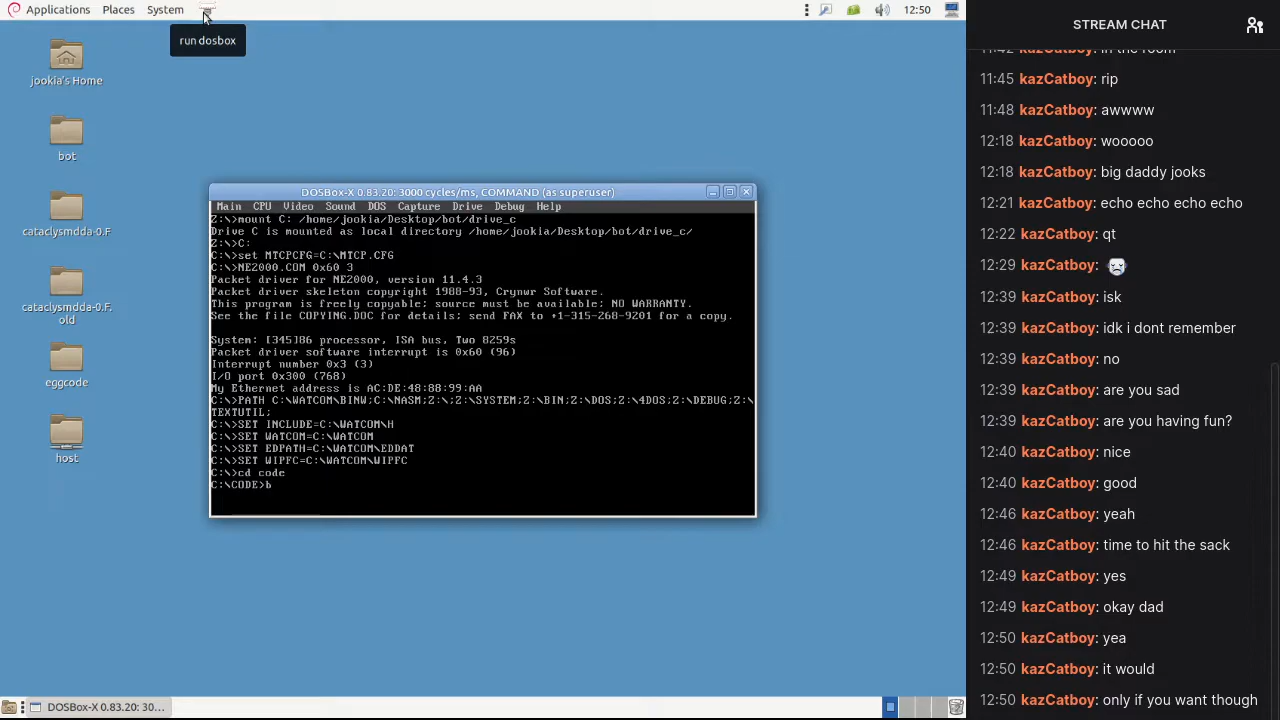 Applications Places System
12:50
run dosbox
jookia's Home
bot
cataclysmdda-0.F
cataclysmdda-0.F.
old
eggcode
host
DOSBox-X 0.83.20: 3000 cycles/ms, COMMAND (as superuser)
Main CPU Video Sound DOS Capture Drive Debug Help
Z:\>mount C: /home/jookia/Desktop/bot/drive_c
Drive C is mounted as local directory /home/jookia/Desktop/bot/drive_c/
Z:\>C:
C:\>set MTCPCFG=C:\MTCP.CFG
C:\>NE2000.COM 0x60 3
Packet driver for NE2000, version 11.4.3
Packet driver skeleton copyright 1988-93, Crynwr Software.
This program is freely copyable; source must be available; NO WARRANTY.
See the file COPYING.DOC for details; send FAX to +1-315-268-9201 for a copy.
System: [345]86 processor, ISA bus, Two 8259s
Packet driver software interrupt is 0x60 (96)
Interrupt number 0x3 (3)
I/O port 0x300 (768)
My Ethernet address is AC:DE:48:88:99:AA
C:\>PATH C:\WATCOM\BINW;C:\NASM;Z:\;Z:\SYSTEM;Z:\BIN;Z:\DOS;Z:\4DOS;Z:\DEBUG;Z:\
TEXTUTIL;
C:\>SET INCLUDE=C:\WATCOM\H
C:\>SET WATCOM=C:\WATCOM
C:\>SET EDPATH=C:\WATCOM\EDDAT
C:\>SET WIPFC=C:\WATCOM\WIPFC
C:\>cd code
C:\CODE>b
DOSBox-X 0.83.20: 30...
STREAM CHAT
11:42 kazCatboy: in the room
11:45 kazCatboy: rip
11:48 kazCatboy: awwww
12:18 kazCatboy: wooooo
12:18 kazCatboy: big daddy jooks
12:21 kazCatboy: echo echo echo echo
12:22 kazCatboy: qt
12:29 kazCatboy:
12:39 kazCatboy: isk
12:39 kazCatboy: idk i dont remember
12:39 kazCatboy: no
12:39 kazCatboy: are you sad
12:39 kazCatboy: are you having fun?
12:40 kazCatboy: nice
12:40 kazCatboy: good
12:46 kazCatboy: yeah
12:46 kazCatboy: time to hit the sack
12:49 kazCatboy: yes
12:49 kazCatboy: okay dad
12:50 kazCatboy: yea
12:50 kazCatboy: it would
12:50 kazCatboy: only if you want though